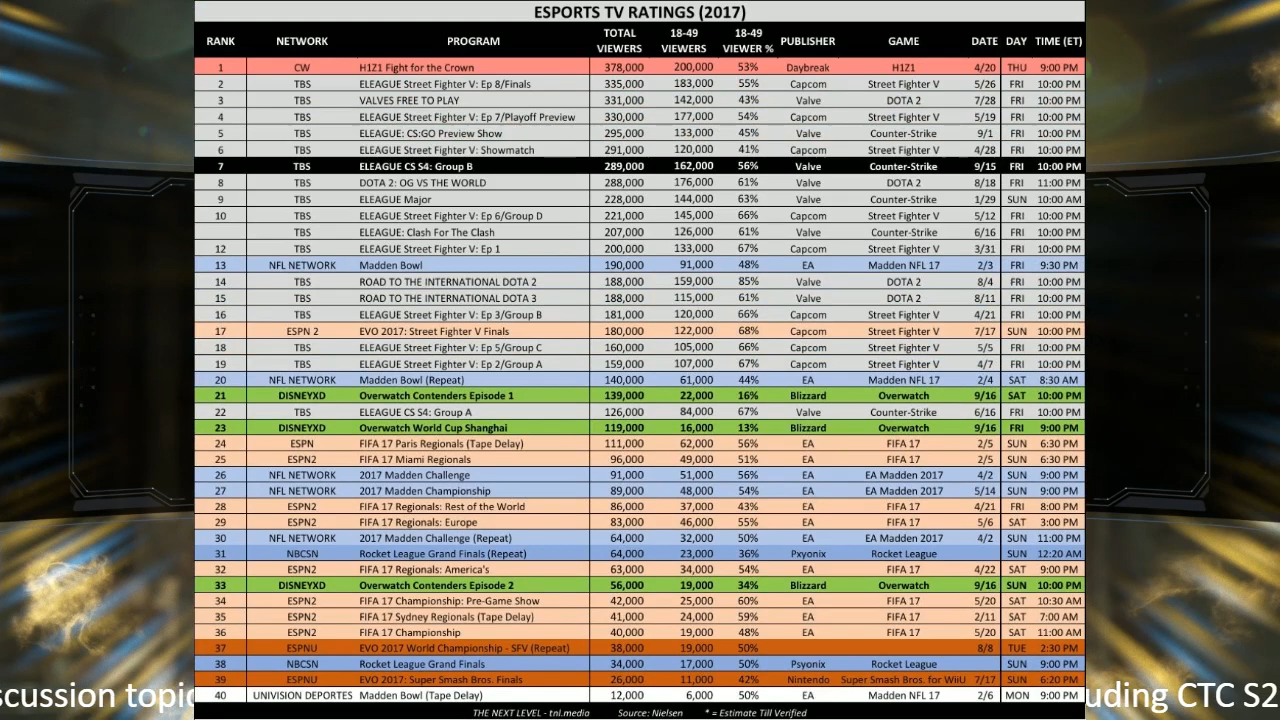 ESPORTS TV RATINGS (2017)
RANK NETWORK PROGRAM TOTAL VIEWERS 18-49 VIEWERS 18-49 VIEWER % PUBLISHER GAME DATE DAY TIME (ET)
1 CW H1Z1 Fight for the Crown 378,000 200,000 53% Daybreak H1Z1 4/20 THU 9:00 PM
2 TBS ELEAGUE Street Fighter V: Ep 8/Finals 335,000 183,000 55% Capcom Street Fighter V 5/26 FRI 10:00 PM
3 TBS VALVES FREE TO PLAY 331,000 142,000 43% Valve DOTA 2 7/28 FRI 10:00 PM
4 TBS ELEAGUE Street Fighter V: Ep 7/Playoff Preview 330,000 177,000 54% Capcom Street Fighter V 5/19 FRI 10:00 PM
5 TBS ELEAGUE: CS:GO Preview Show 295,000 133,000 45% Valve Counter-Strike 9/1 FRI 10:00 PM
6 TBS ELEAGUE Street Fighter V: Showmatch 291,000 120,000 41% Capcom Street Fighter V 4/28 FRI 10:00 PM
7 TBS ELEAGUE CS S4: Group B 289,000 162,000 56% Valve Counter-Strike 9/15 FRI 10:00 PM
8 TBS DOTA 2: OG VS THE WORLD 288,000 176,000 61% Valve DOTA 2 8/18 FRI 11:00 PM
9 TBS ELEAGUE Major 228,000 144,000 63% Valve Counter-Strike 1/29 SUN 10:00 AM
10 TBS ELEAGUE Street Fighter V: Ep 6/Group D 221,000 145,000 66% Capcom Street Fighter V 5/12 FRI 10:00 PM
TBS ELEAGUE: Clash For The Clash 207,000 126,000 61% Valve Counter-Strike 6/16 FRI 10:00 PM
12 TBS ELEAGUE Street Fighter V: Ep 1 200,000 133,000 67% Capcom Street Fighter V 3/31 FRI 10:00 PM
13 NFL NETWORK Madden Bowl 190,000 91,000 48% EA Madden NFL 17 2/3 FRI 9:30 PM
14 TBS ROAD TO THE INTERNATIONAL DOTA 2 188,000 159,000 85% Valve DOTA 2 8/4 FRI 10:00 PM
15 TBS ROAD TO THE INTERNATIONAL DOTA 3 188,000 115,000 61% Valve DOTA 2 8/11 FRI 10:00 PM
16 TBS ELEAGUE Street Fighter V: Ep 3/Group B 181,000 120,000 66% Capcom Street Fighter V 4/21 FRI 10:00 PM
17 ESPN 2 EVO 2017: Street Fighter V Finals 180,000 122,000 68% Capcom Street Fighter V 7/17 SUN 10:00 PM
18 TBS ELEAGUE Street Fighter V: Ep 5/Group C 160,000 105,000 66% Capcom Street Fighter V 5/5 FRI 10:00 PM
19 TBS ELEAGUE Street Fighter V: Ep 2/Group A 159,000 107,000 67% Capcom Street Fighter V 4/7 FRI 10:00 PM
20 NFL NETWORK Madden Bowl (Repeat) 140,000 61,000 44% EA Madden NFL 17 2/4 SAT 8:30 AM
21 DISNEYXD Overwatch Contenders Episode 1 139,000 22,000 16% Blizzard Overwatch 9/16 SAT 10:00 PM
22 TBS ELEAGUE CS S4: Group A 126,000 84,000 67% Valve Counter-Strike 6/16 FRI 10:00 PM
23 DISNEYXD Overwatch World Cup Shanghai 119,000 16,000 13% Blizzard Overwatch 9/16 FRI 9:00 PM
24 ESPN FIFA 17 Paris Regionals (Tape Delay) 111,000 62,000 56% EA FIFA 17 2/5 SUN 6:30 PM
25 ESPN2 FIFA 17 Miami Regionals 96,000 49,000 51% EA FIFA 17 2/5 SUN 6:30 PM
26 NFL NETWORK 2017 Madden Challenge 91,000 51,000 56% EA EA Madden 2017 4/2 SUN 9:00 PM
27 NFL NETWORK 2017 Madden Championship 89,000 48,000 54% EA EA Madden 2017 5/14 SUN 9:00 PM
28 ESPN2 FIFA 17 Regionals: Rest of the World 86,000 37,000 43% EA FIFA 17 4/21 FRI 8:00 PM
29 ESPN2 FIFA 17 Regionals: Europe 83,000 46,000 55% EA FIFA 17 5/6 SAT 3:00 PM
30 NFL NETWORK 2017 Madden Challenge (Repeat) 64,000 32,000 50% EA EA Madden 2017 4/2 SUN 11:00 PM
31 NBCSN Rocket League Grand Finals (Repeat) 64,000 23,000 36% Pxyonix Rocket League SUN 12:20 AM
32 ESPN2 FIFA 17 Regionals: America's 63,000 34,000 54% EA FIFA 17 4/22 SAT 9:00 PM
33 DISNEYXD Overwatch Contenders Episode 2 56,000 19,000 34% Blizzard Overwatch 9/16 SUN 10:00 PM
34 ESPN2 FIFA 17 Championship: Pre-Game Show 42,000 25,000 60% EA FIFA 17 5/20 SAT 10:30 AM
35 ESPN2 FIFA 17 Sydney Regionals (Tape Delay) 41,000 24,000 59% EA FIFA 17 2/11 SAT 7:00 AM
36 ESPN2 FIFA 17 Championship 40,000 19,000 48% EA FIFA 17 5/20 SAT 11:00 AM
37 ESPNU EVO 2017 World Championship - SFV (Repeat) 38,000 19,000 50% 8/8 TUE 2:30 PM
38 NBCSN Rocket League Grand Finals 34,000 17,000 50% Psyonix Rocket League SUN 9:00 PM
39 ESPNU EVO 2017: Super Smash Bros. Finals 26,000 11,000 42% Nintendo Super Smash Bros. for WiiU 7/17 SUN 6:20 PM
40 UNIVISION DEPORTES Madden Bowl (Tape Delay) 12,000 6,000 50% EA Madden NFL 17 2/6 MON 9:00 PM
scussion topic uding CTC S2
THE NEXT LEVEL - tnl.media Source: Nielsen * = Estimate Till Verified